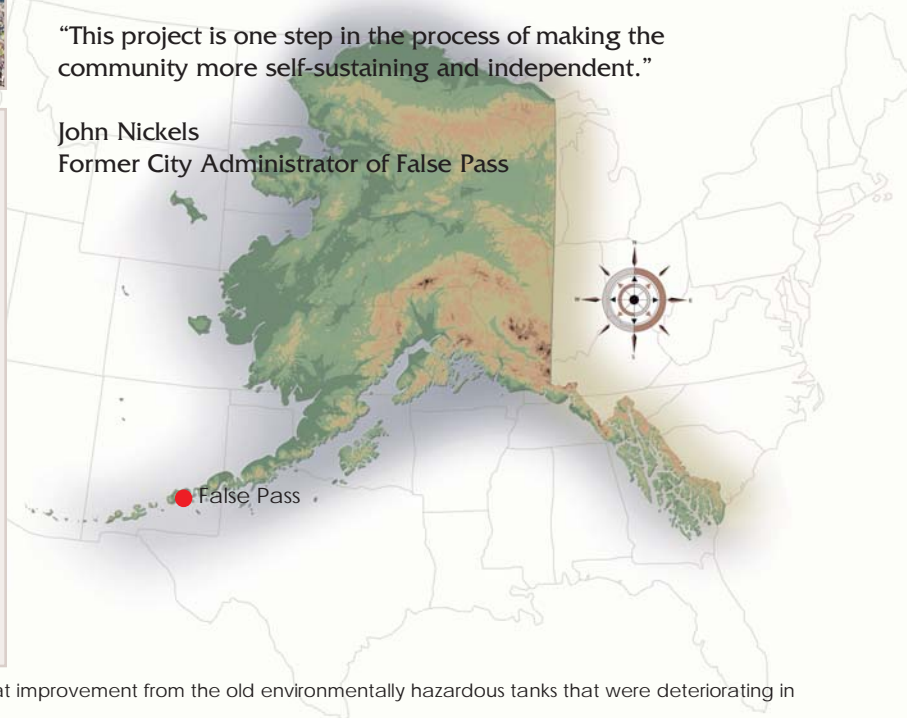 “This project is one step in the process of making the
community more self-sustaining and independent.”
John Nickels
Former City Administrator of False Pass
N
W
E
S
False Pass
at improvement from the old environmentally hazardous tanks that were deteriorating in